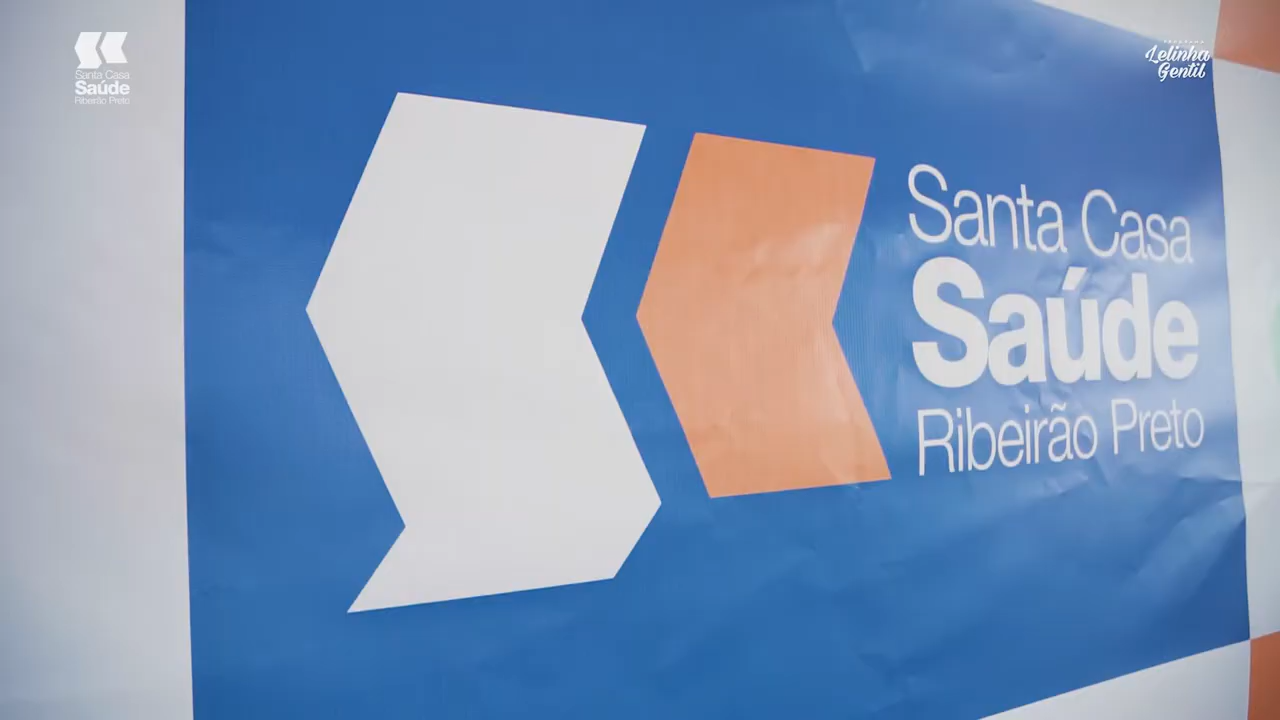 Santa Casa
Saúde
Ribeirão Preto
Lelinha
Gentil
Santa Casa
Saúde
Ribeirão Preto